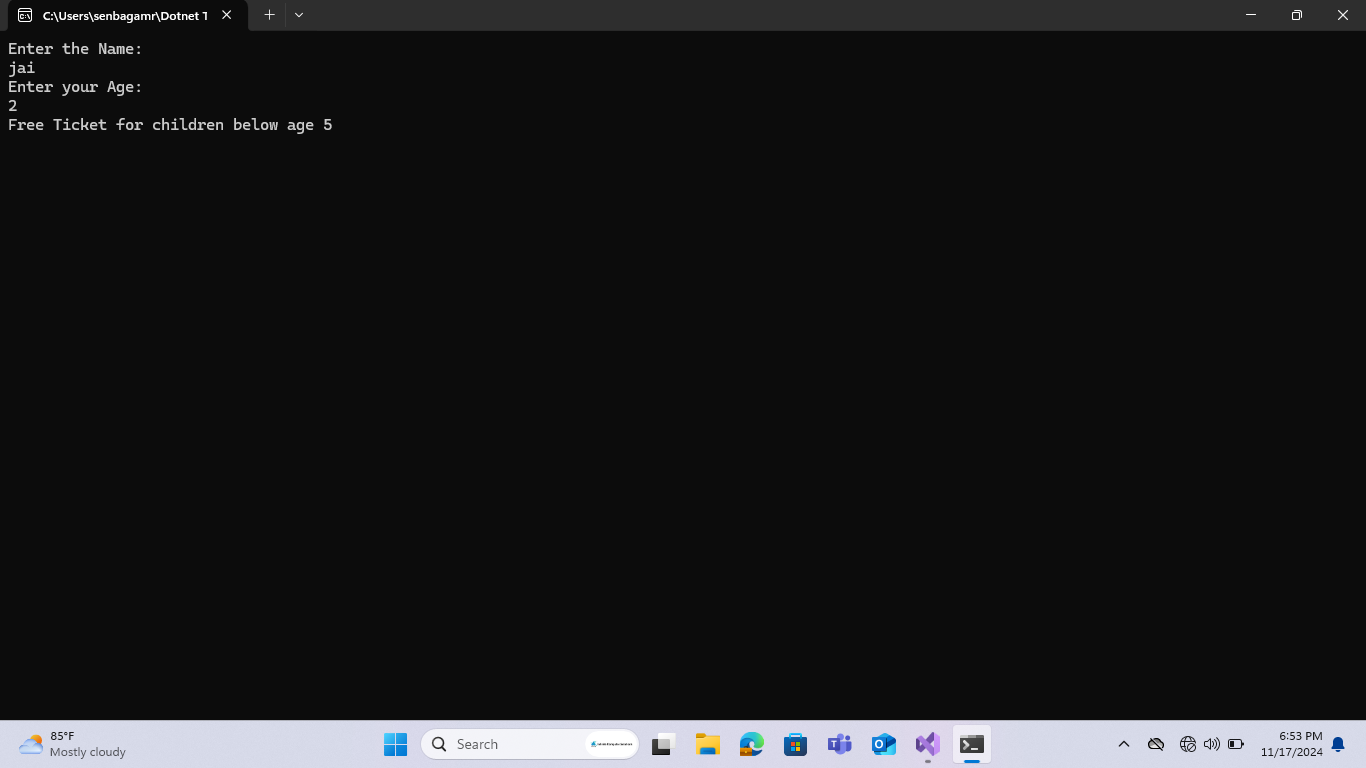 C:\Users\senbagamr\Dotnet T
Enter the Name:
jai
Enter your Age:
2
Free Ticket for children below age 5
85°F
Mostly cloudy
Search
6:53 PM
11/17/2024